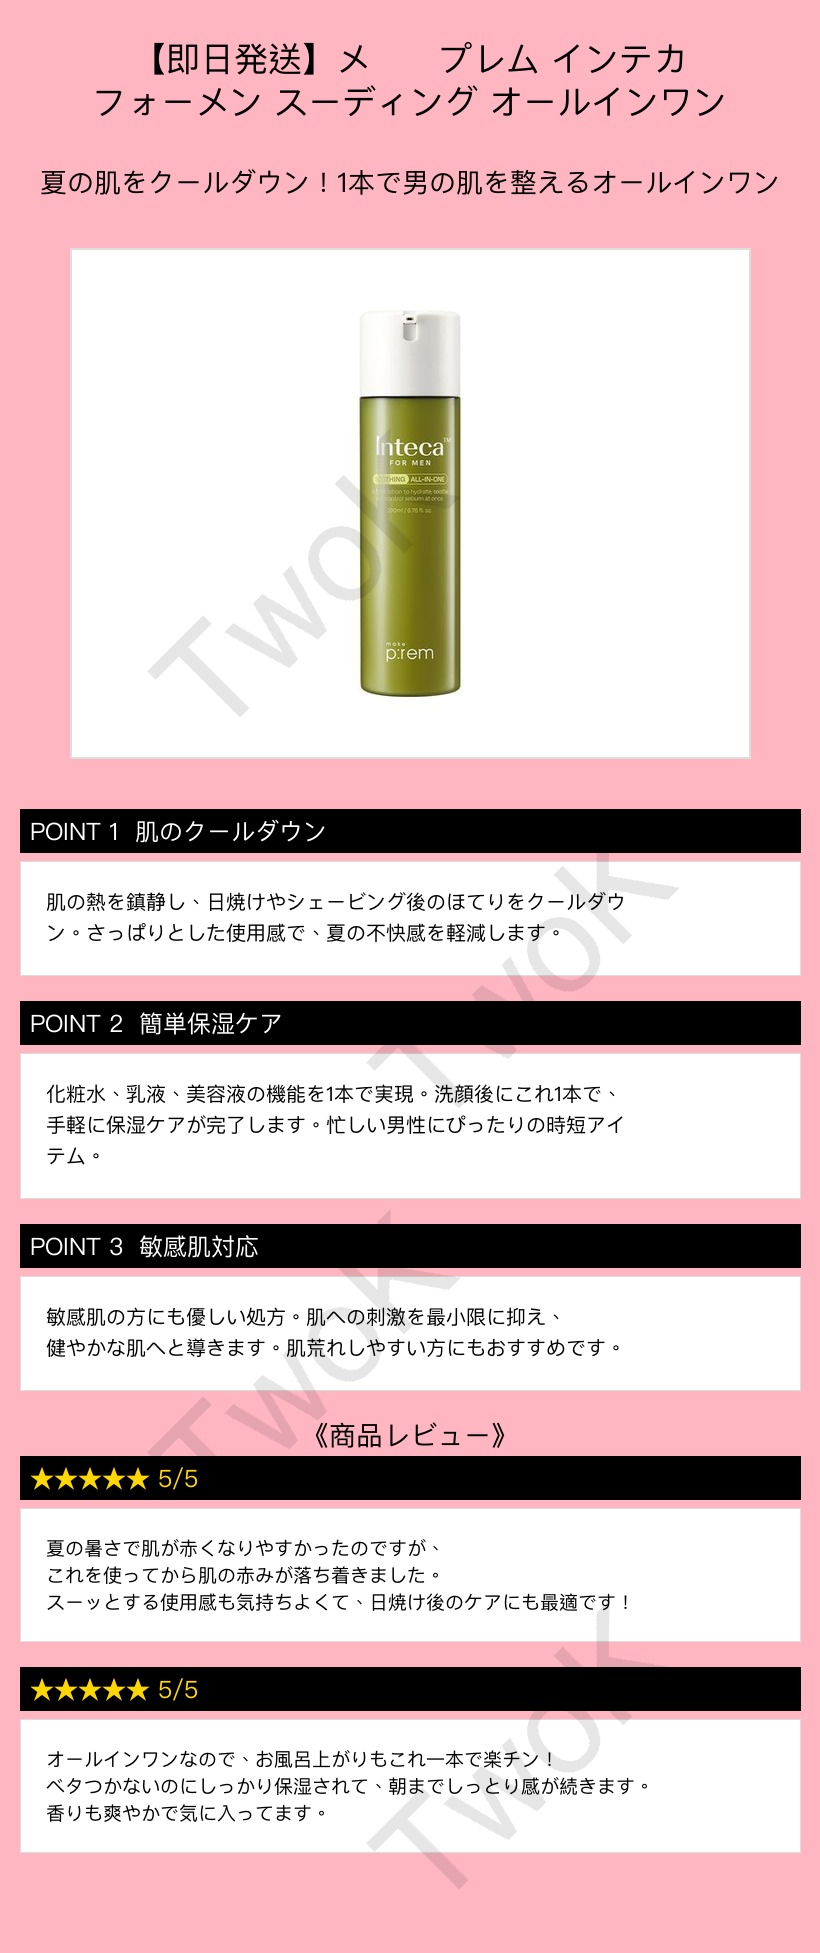 【即日発送】メ　　プレム インテカ
フォーメン スーディング オールインワン
夏の肌をクールダウン！1本で男の肌を整えるオールインワン
Inteca™
FOR MEN
SOOTHING ALL-IN-ONE
lotion to hydrate, soothe
control sebum at once.
200ml / 6.76 fl. oz.
make
p:rem
TwoK
POINT 1 肌のクールダウン
肌の熱を鎮静し、日焼けやシェービング後のほてりをクールダウ
ン。さっぱりとした使用感で、夏の不快感を軽減します。
TwoK
POINT 2 簡単保湿ケア
化粧水、乳液、美容液の機能を1本で実現。洗顔後にこれ1本で、
手軽に保湿ケアが完了します。忙しい男性にぴったりの時短アイ
テム。
POINT 3 敏感肌対応
敏感肌の方にも優しい処方。肌への刺激を最小限に抑え、
健やかな肌へと導きます。肌荒れしやすい方にもおすすめです。
TwoK
《商品レビュー》
★★★★★ 5/5
夏の暑さで肌が赤くなりやすかったのですが、
これを使ってから肌の赤みが落ち着きました。
スーッとする使用感も気持ちよくて、日焼け後のケアにも最適です！
★★★★★ 5/5
オールインワンなので、お風呂上がりもこれ一本で楽チン！
ベタつかないのにしっかり保湿されて、朝までしっとり感が続きます。
香りも爽やかで気に入ってます。
TwoK